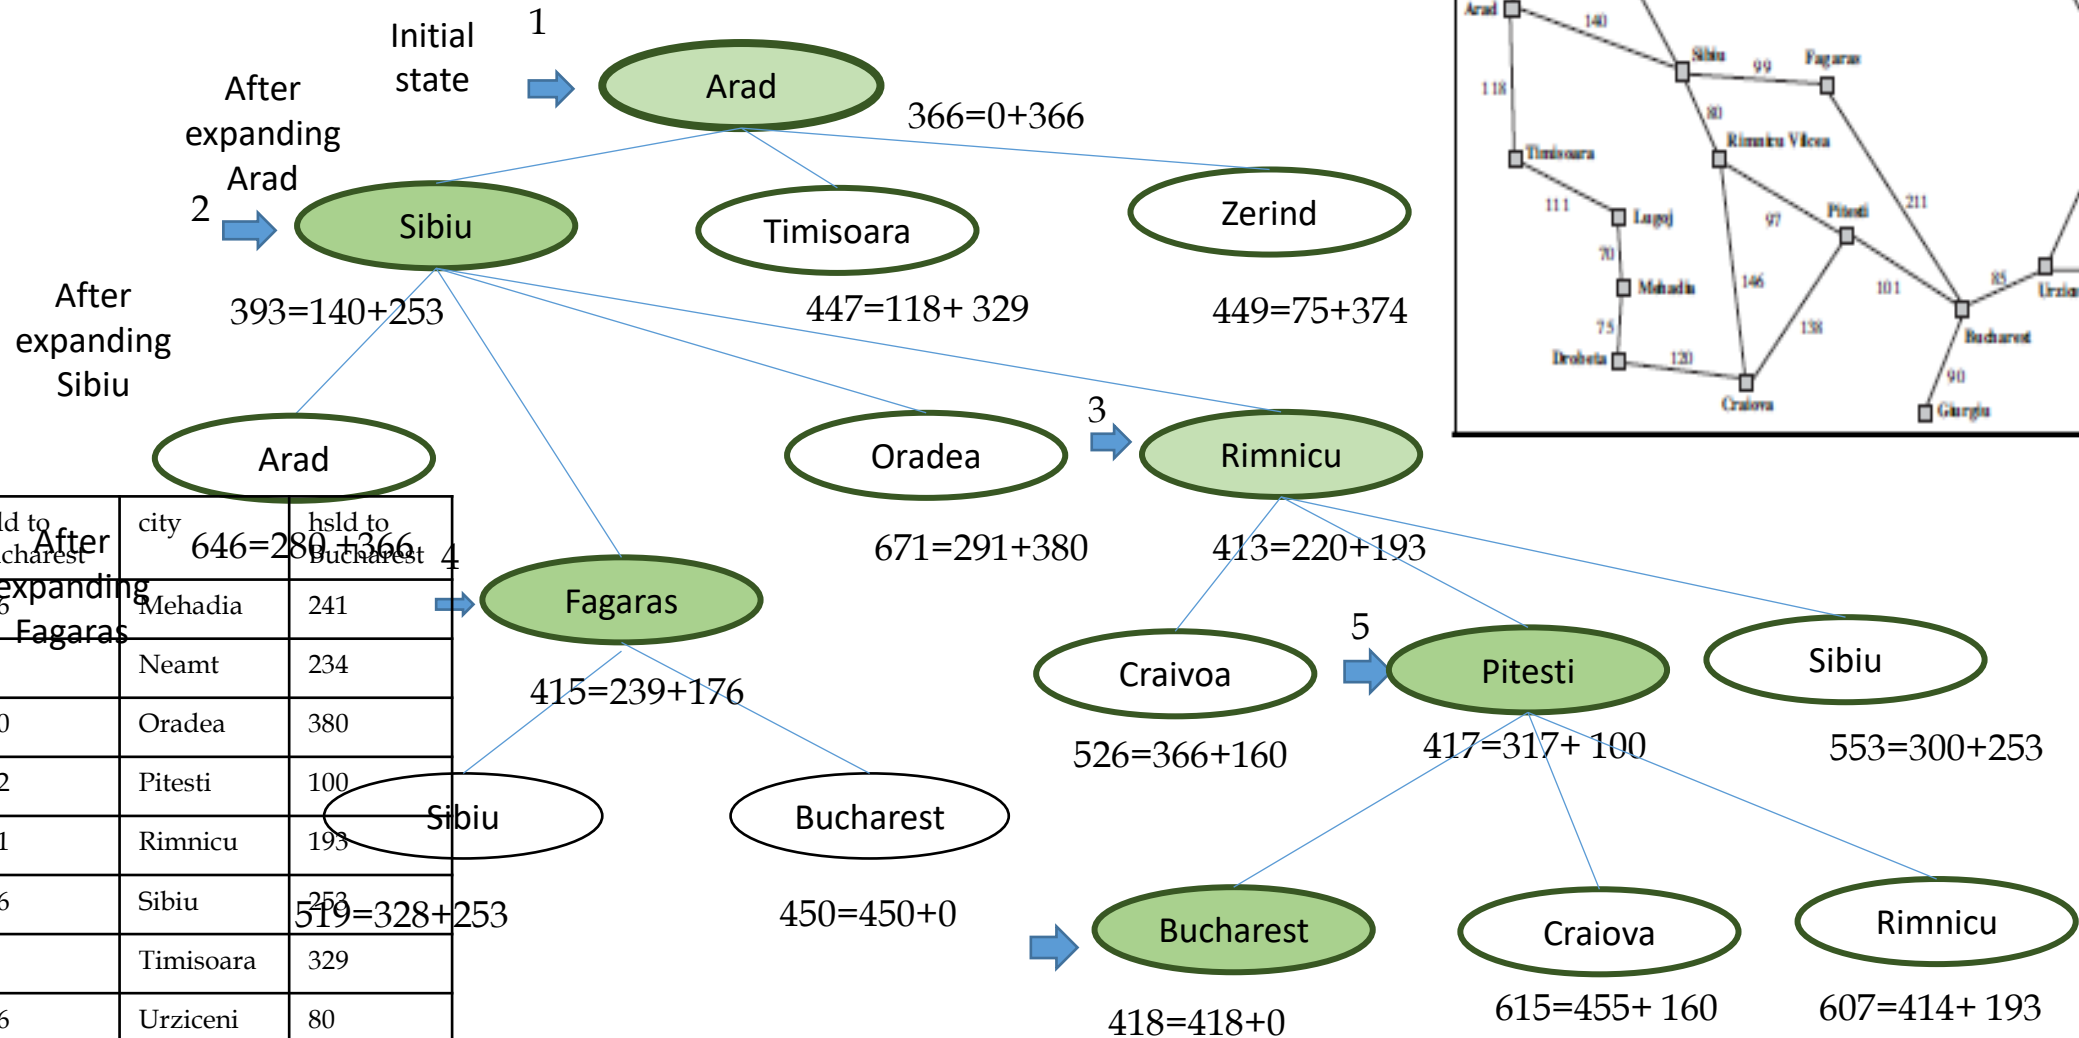 Initial
state
1
Arad
366=0+366
After
expanding
Arad
2
Sibiu
Timisoara
Zerind
393=140+253
447=118+ 329
449=75+374
After
expanding
Sibiu
Arad
Oradea
3
Rimnicu
646=280 +366
671=291+380
413=220+193
After
expanding
Fagaras
4
Fagaras
415=239+176
Craivoa
5
Pitesti
Sibiu
526=366+160
417=317+ 100
553=300+253
Sibiu
Bucharest
519=328+253
450=450+0
Bucharest
Craiova
Rimnicu
418=418+0
615=455+ 160
607=414+ 193
city
hsld to
Bucharest
Mehadia 241
Neamt 234
Oradea 380
Pitesti 100
Rimnicu 193
Sibiu 253
Timisoara 329
Urziceni 80
Arad
140
Sibiu
99
Fagaras
118
80
Timisoara
Rimnicu Vilcea
111
Lugoj
97
Pitesti
211
70
Mehadia
146
101
85
75
138
Bucharest
Drobeta
120
90
Craiova
Giurgiu